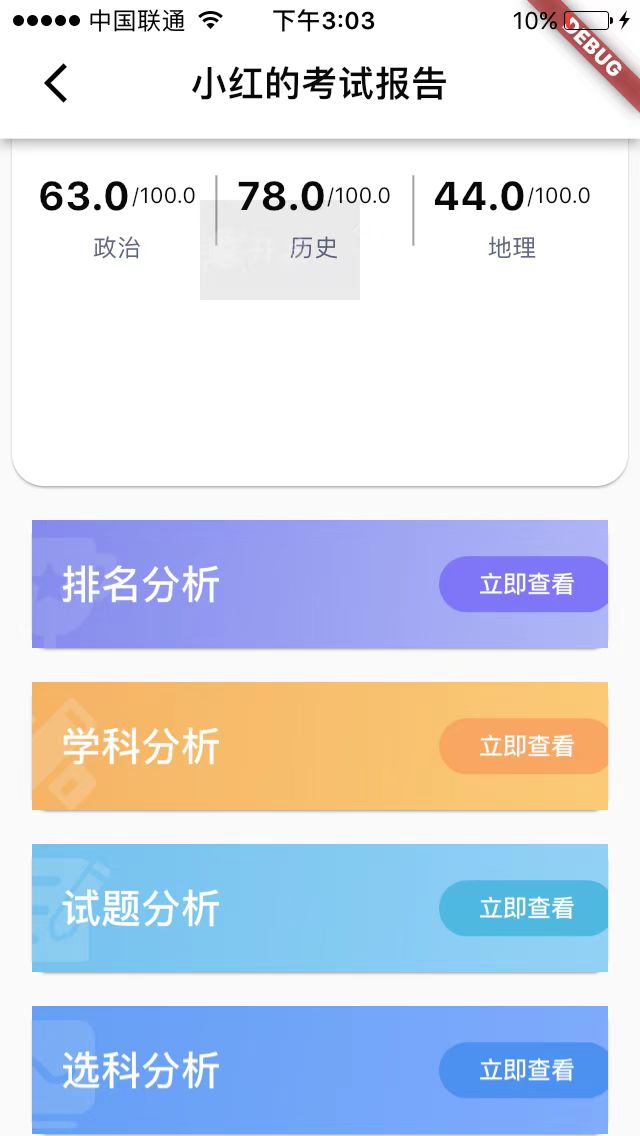 中国联通 下午3:03 10%
DEBUG
小红的考试报告
63.0/100.0 78.0/100.0 44.0/100.0
政治 历史 地理
排名分析 立即查看
学科分析 立即查看
试题分析 立即查看
选科分析 立即查看